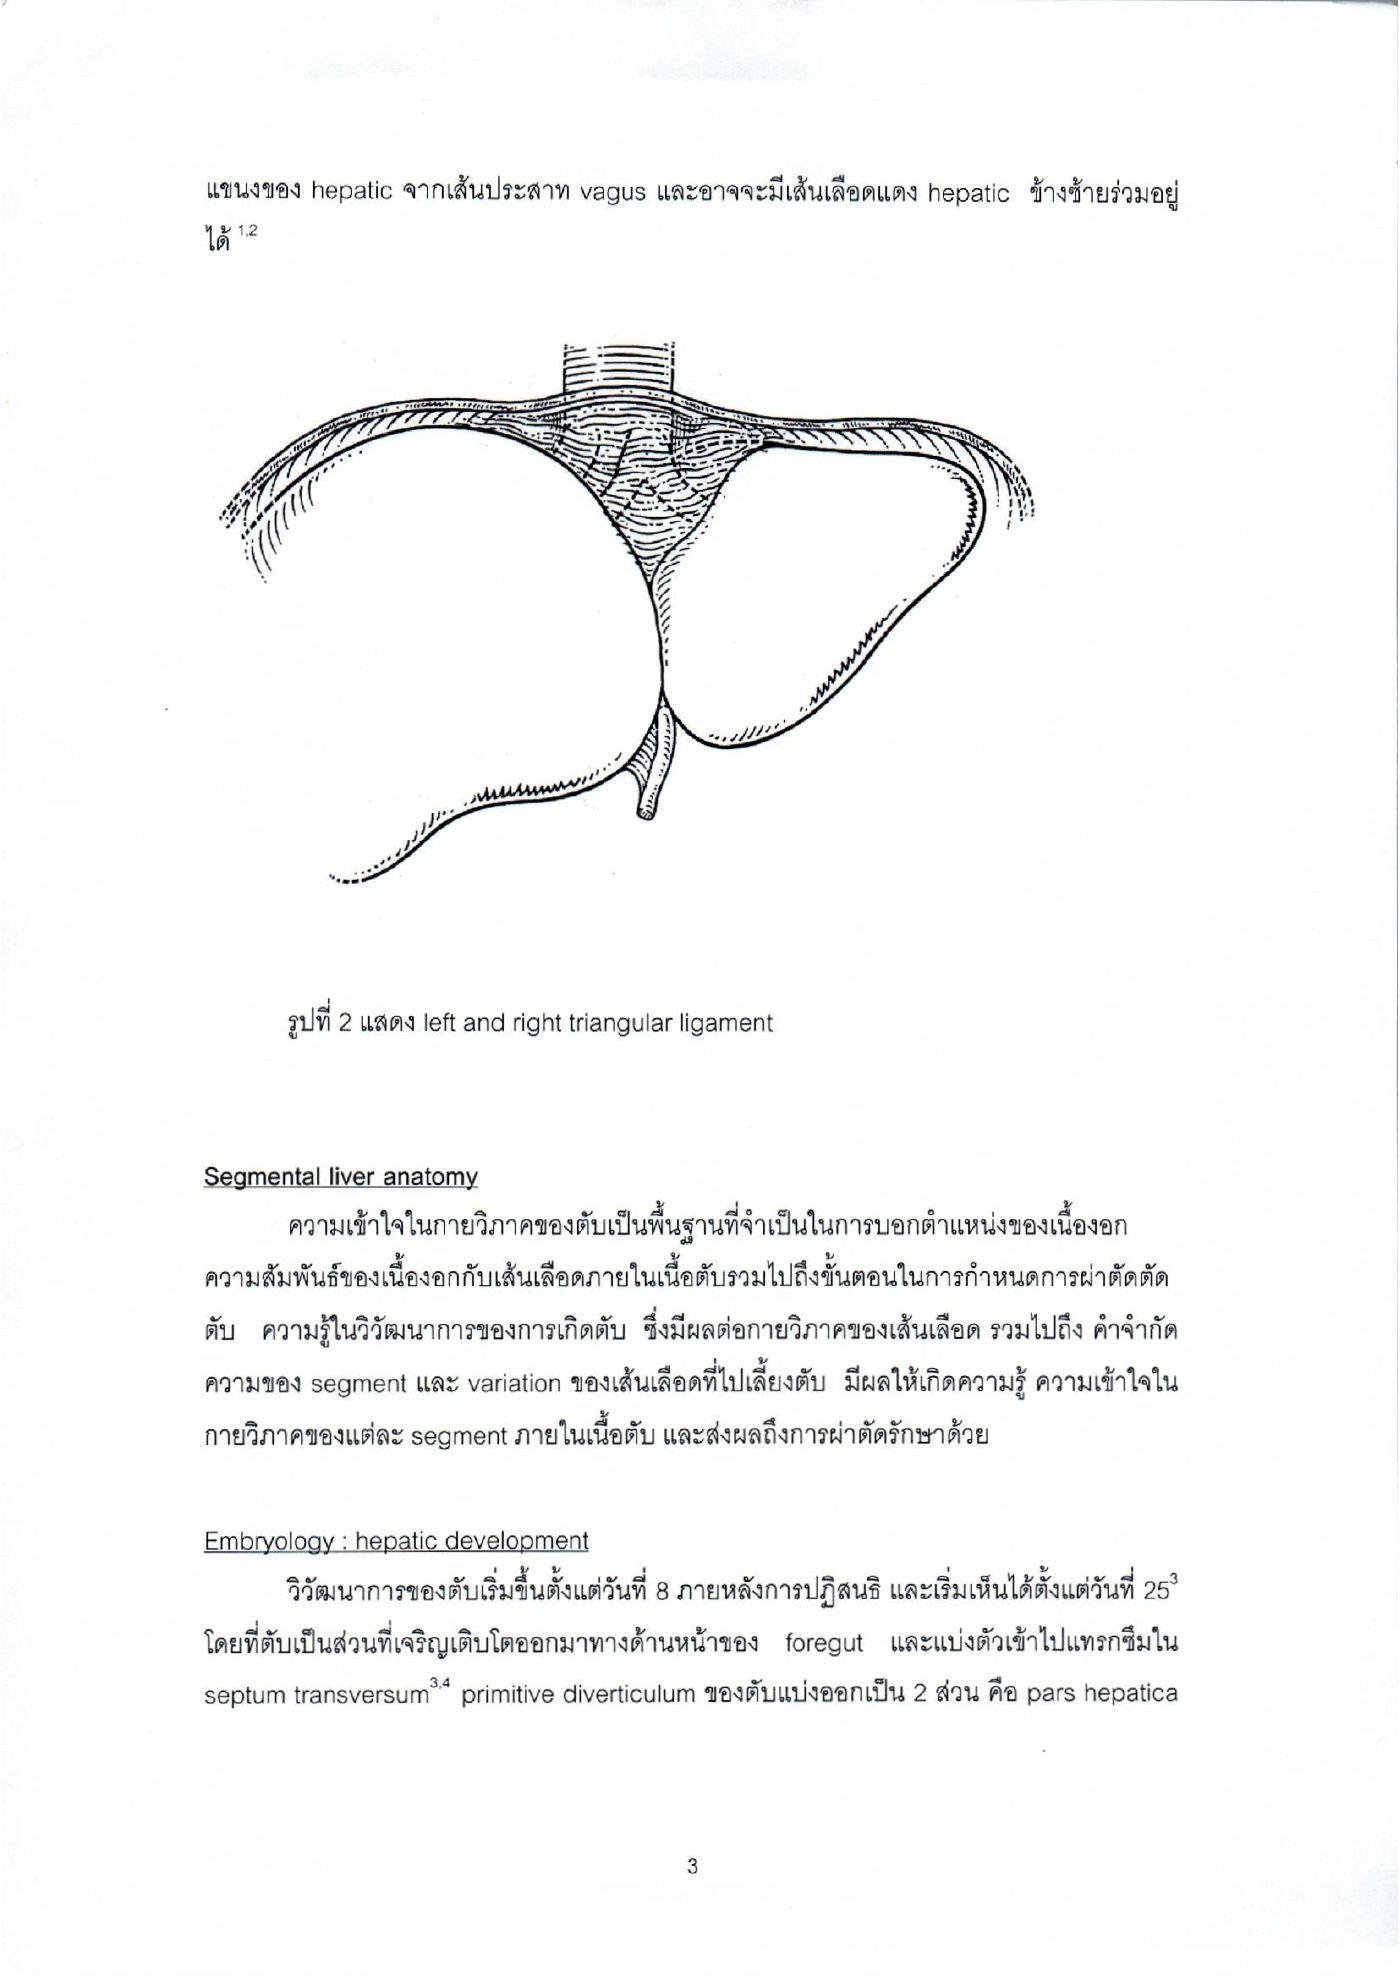 แขนงของ hepatic จากเส้นประสาท vagus และอาจจะมีเส้นเลือดแดง hepatic ข้างซ้ายร่วมอยู่
ได้ 1,2
รูปที่ 2 แสดง left and right triangular ligament
Segmental liver anatomy
ความเข้าใจในกายวิภาคของตับเป็นพื้นฐานที่จำเป็นในการบอกตำแหน่งของเนื้องอก
ความสัมพันธ์ของเนื้องอกกับเส้นเลือดภายในเนื้อตับรวมไปถึงขั้นตอนในการกำหนดการผ่าตัดตัด
ตับ ความรู้ในวิวัฒนาการของการเกิดตับ ซึ่งมีผลต่อกายวิภาคของเส้นเลือด รวมไปถึง คำจำกัด
ความของ segment และ variation ของเส้นเลือดที่ไปเลี้ยงตับ มีผลให้เกิดความรู้ ความเข้าใจใน
กายวิภาคของแต่ละ segment ภายในเนื้อตับ และส่งผลถึงการผ่าตัดรักษาด้วย
Embryology : hepatic development
วิวัฒนาการของตับเริ่มขึ้นตั้งแต่วันที่ 8 ภายหลังการปฏิสนธิ และเริ่มเห็นได้ตั้งแต่วันที่ 25³
โดยที่ตับเป็นส่วนที่เจริญเติบโตออกมาทางด้านหน้าของ foregut และแบ่งตัวเข้าไปแทรกซึมใน
septum transversum3,4 primitive diverticulum ของตับแบ่งออกเป็น 2 ส่วน คือ pars hepatica
3